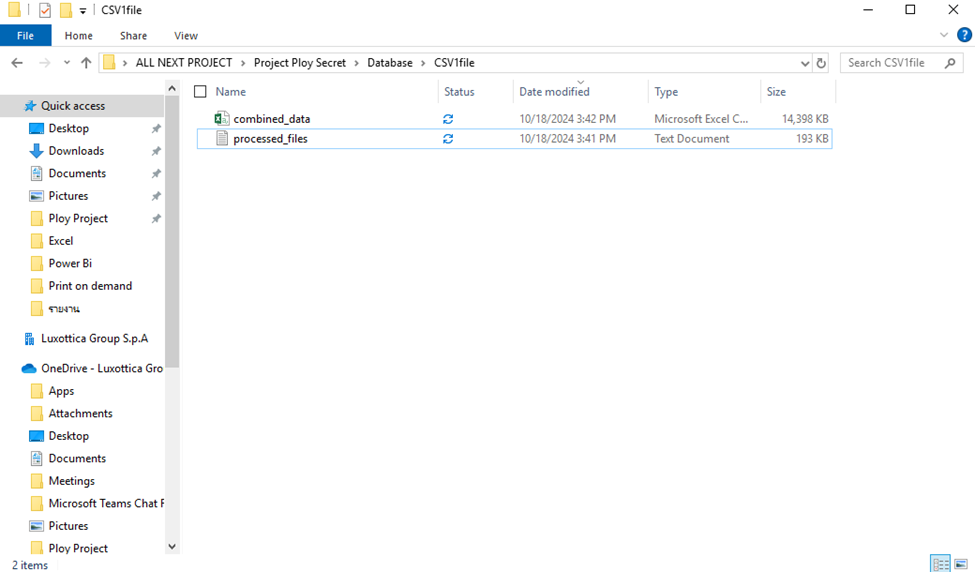 CSV1file
File Home Share View
ALL NEXT PROJECT Project Ploy Secret Database CSV1file Search CSV1file
Name Status Date modified Type Size
combined_data 10/18/2024 3:42 PM Microsoft Excel C... 14,398 KB
processed_files 10/18/2024 3:41 PM Text Document 193 KB
Quick access
Desktop
Downloads
Documents
Pictures
Ploy Project
Excel
Power Bi
Print on demand
รายงาน
Luxottica Group S.p.A
OneDrive - Luxottica Gro
Apps
Attachments
Desktop
Documents
Meetings
Microsoft Teams Chat F
Pictures
Ploy Project
2 items